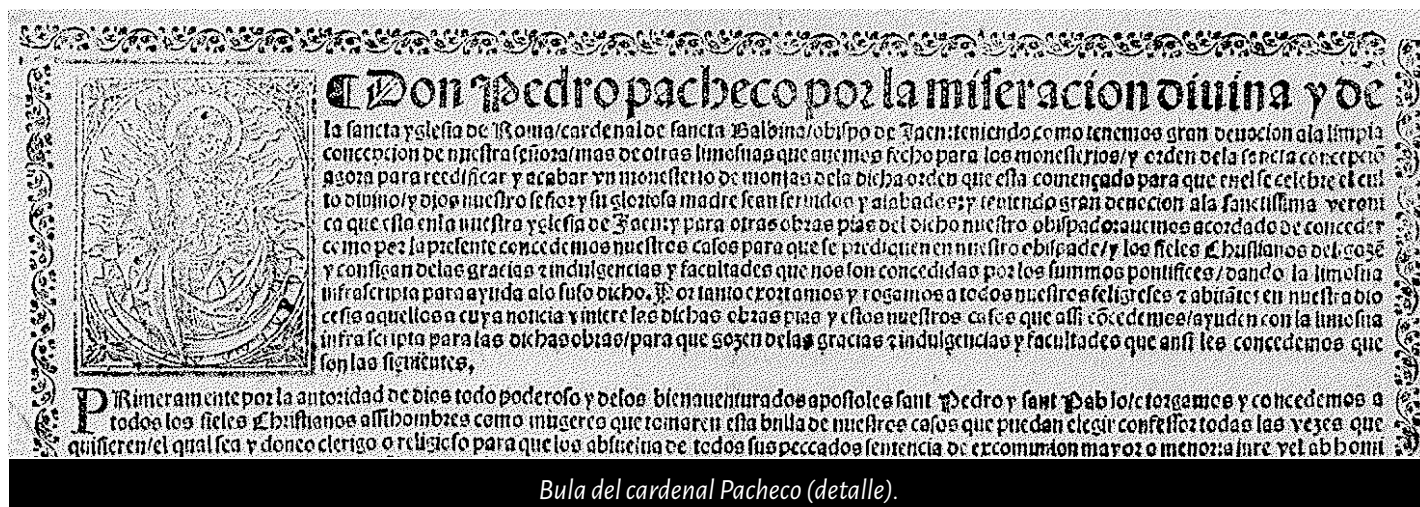 ¶ Don Pedro pacheco por la miseracion diuina y de
la sancta yglesia de Roma/cardenal de sancta Balbina/obispo de Jaen: teniendo como tenemos gran deuocion ala limpia
concepcion de nuestra señora/mas de otras limosnas que auemos fecho para los monesterios/y orden dela sancta concepciõ
agora para reedificar y acabar vn monesterio de monjas dela dicha orden que esta començado para que enel se celebre el cul
to diuino/y dios nuestro señor y su gloriosa madre sean seruidos y alabados: y teniendo gran deuocion ala sanctissima veroni
ca que esta enla nuestra yglesia de Jaen: y para otras obras pias del dicho nuestro obispado: auemos acordado de conceder
como por la presente concedemos nuestros casos para que se prediquen en nuestro obispado/y los fieles Christianos del gozẽ
y consigan delas gracias τ indulgencias y facultades que nos son concedidas por los summos pontifices/dando la limosna
infrascripta para ayuda alo suso dicho. Por tanto exortamos y rogamos a todos nuestros feligreses τ abitãtes en nuestra dio
cesis aquellos a cuya noticia viniere les dichas obras pias y estos nuestros casos que assi cõcedemos/ayuden con la limosna
infrascripta para las dichas obras/para que gozen delas gracias τ indulgencias y facultades que ansi les concedemos que
son las siguientes,
PRimeramente por la autoridad de dios todo poderoso y delos bienauenturados apostoles sant Pedro y sant Pablo/otorgamos y concedemos a
todos los fieles Christianos assi hombres como mugeres que tomaren esta bulla de nuestros casos que puedan elegir confessor todas las vezes que
quisieren/el qual sea ydoneo clerigo o religioso para que los absuelua de todos sus peccados sentencia de excomunion mayor o menor: a iure vel ab homi
Bula del cardenal Pacheco (detalle).